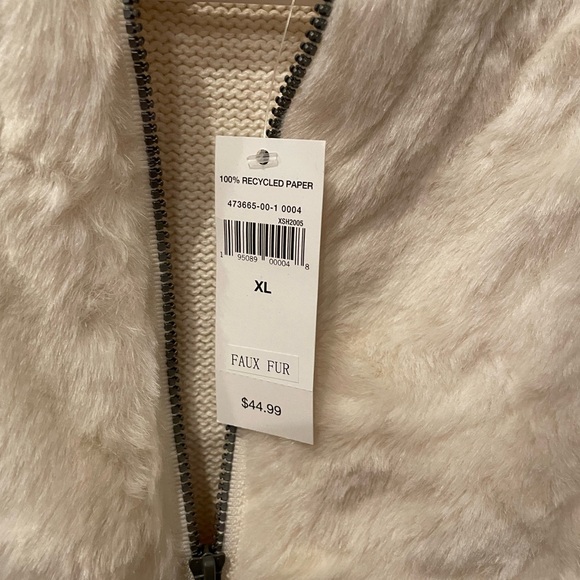 100% RECYCLED PAPER
473665-00-1 0004
XSH2005
1 95089 00004 8
XL
FAUX FUR
$44.99